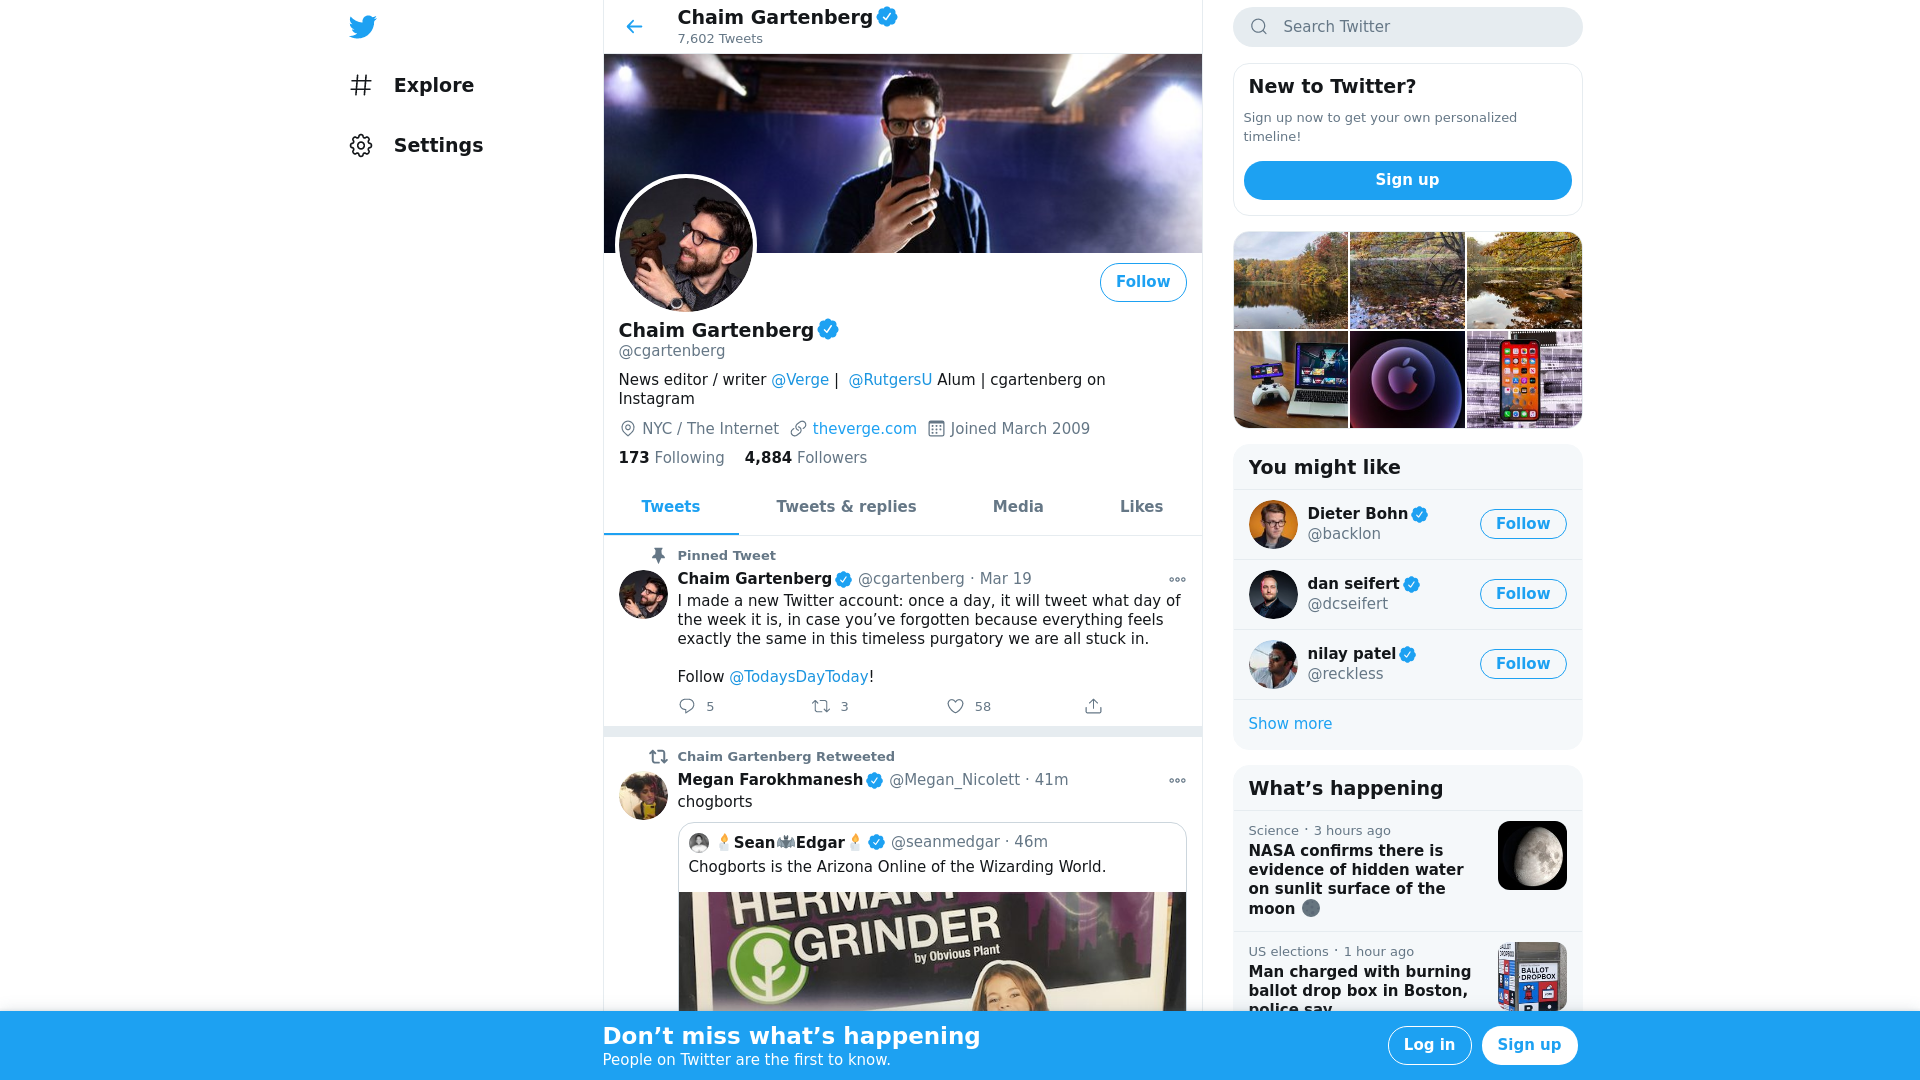 Explore
Settings
Chaim Gartenberg
7,602 Tweets
Follow
Chaim Gartenberg
@cgartenberg
News editor / writer @Verge | @RutgersU Alum | cgartenberg on
Instagram
NYC / The Internet theverge.com Joined March 2009
173 Following 4,884 Followers
Tweets Tweets & replies Media Likes
Pinned Tweet
Chaim Gartenberg @cgartenberg · Mar 19
I made a new Twitter account: once a day, it will tweet what day of
the week it is, in case you’ve forgotten because everything feels
exactly the same in this timeless purgatory we are all stuck in.
Follow @TodaysDayToday!
5 3 58
Chaim Gartenberg Retweeted
Megan Farokhmanesh @Megan_Nicolett · 41m
chogborts
🕯Sean🦇Edgar🕯 @seanmedgar · 46m
Chogborts is the Arizona Online of the Wizarding World.
HERMANT
GRINDER
by Obvious Plant
Search Twitter
New to Twitter?
Sign up now to get your own personalized
timeline!
Sign up
You might like
Dieter Bohn
@backlon
Follow
dan seifert
@dcseifert
Follow
nilay patel
@reckless
Follow
Show more
What’s happening
Science · 3 hours ago
NASA confirms there is
evidence of hidden water
on sunlit surface of the
moon 🌑
US elections · 1 hour ago
Man charged with burning
ballot drop box in Boston,
police say
BALLOT
DROPBOX
Don’t miss what’s happening
People on Twitter are the first to know.
Log in
Sign up